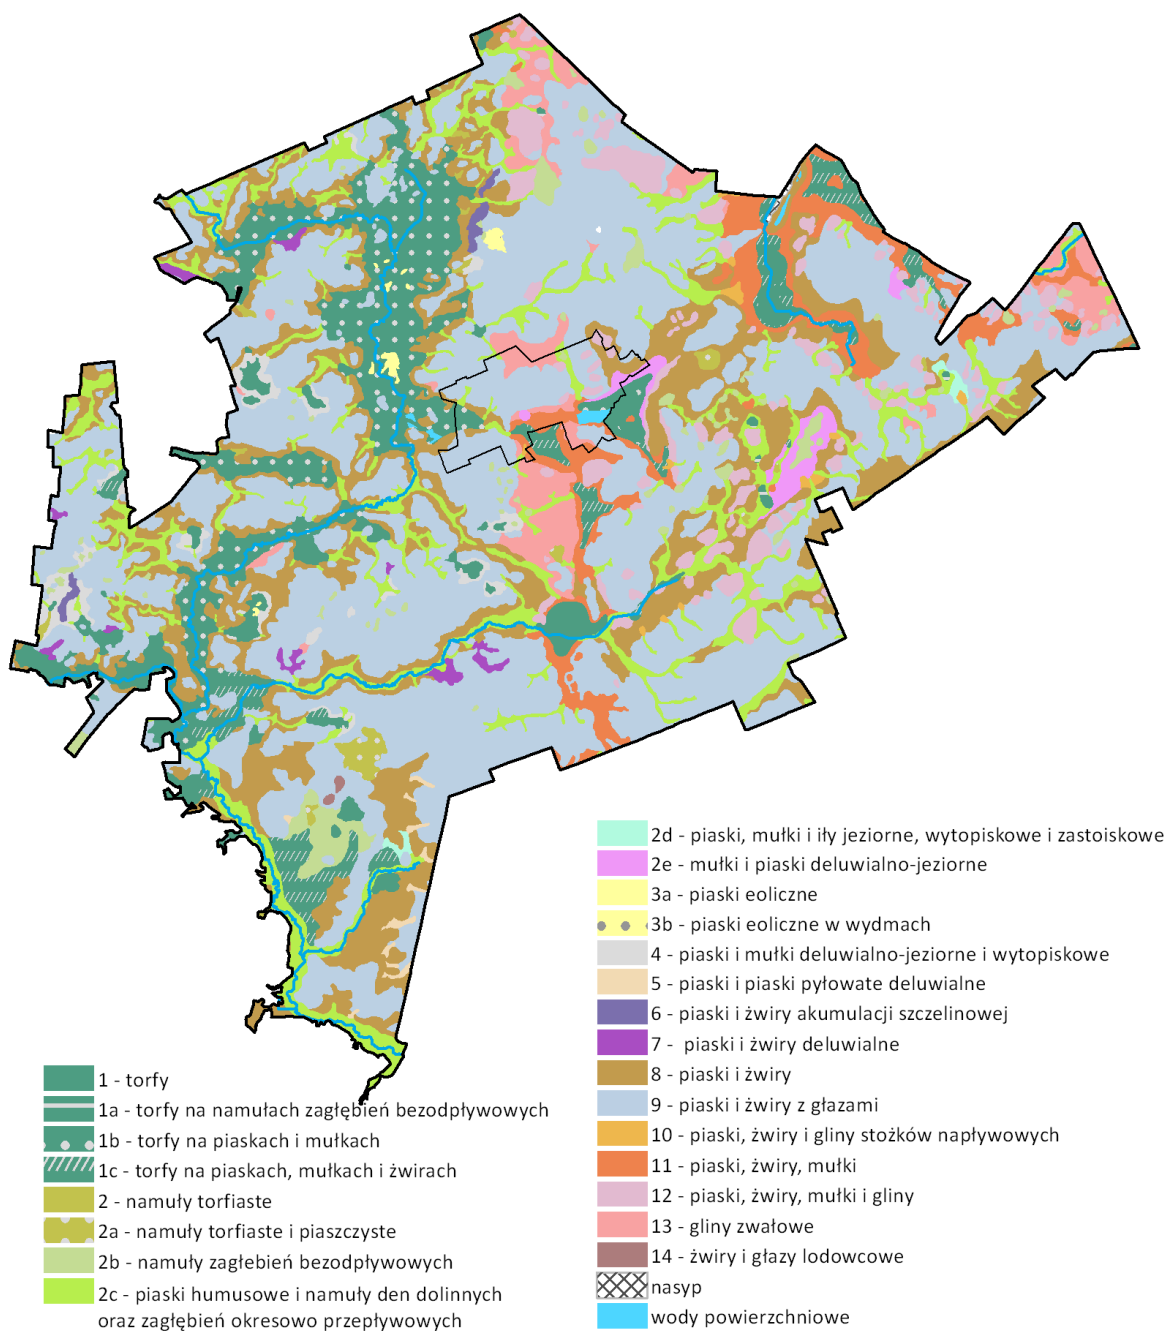 1 - torfy
1a - torfy na namułach zagłębień bezodpływowych
1b - torfy na piaskach i mułkach
1c - torfy na piaskach, mułkach i żwirach
2 - namuły torfiaste
2a - namuły torfiaste i piaszczyste
2b - namuły zagłebień bezodpływowych
2c - piaski humusowe i namuły den dolinnych
oraz zagłębień okresowo przepływowych
2d - piaski, mułki i iły jeziorne, wytopiskowe i zastoiskowe
2e - mułki i piaski deluwialno-jeziorne
3a - piaski eoliczne
3b - piaski eoliczne w wydmach
4 - piaski i mułki deluwialno-jeziorne i wytopiskowe
5 - piaski i piaski pyłowate deluwialne
6 - piaski i żwiry akumulacji szczelinowej
7 - piaski i żwiry deluwialne
8 - piaski i żwiry
9 - piaski i żwiry z głazami
10 - piaski, żwiry i gliny stożków napływowych
11 - piaski, żwiry, mułki
12 - piaski, żwiry, mułki i gliny
13 - gliny zwałowe
14 - żwiry i głazy lodowcowe
nasyp
wody powierzchniowe